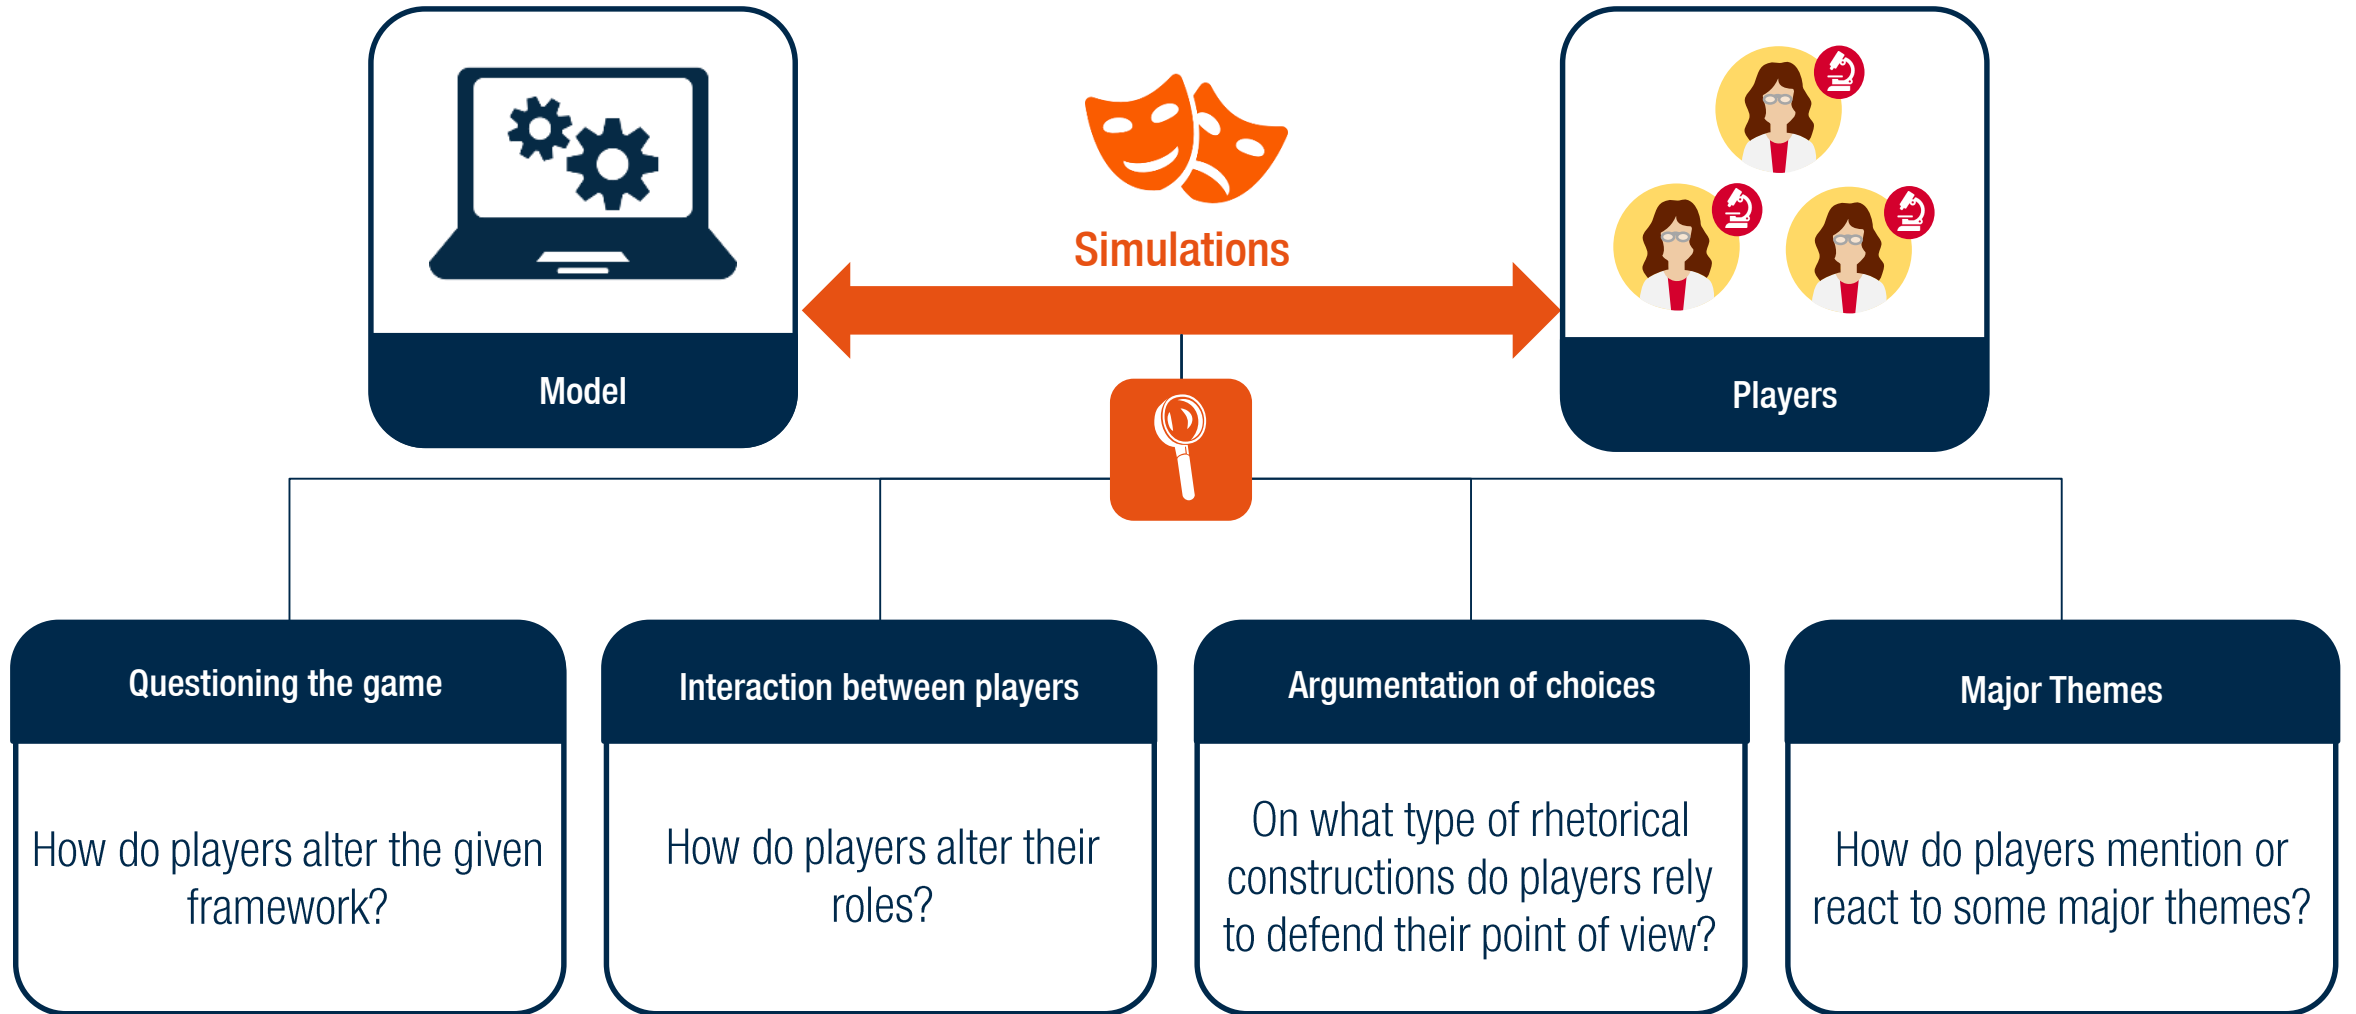 Simulations
Model
Players
Questioning the game
How do players alter the given
framework?
Interaction between players
How do players alter their
roles?
Argumentation of choices
On what type of rhetorical
constructions do players rely
to defend their point of view?
Major Themes
How do players mention or
react to some major themes?